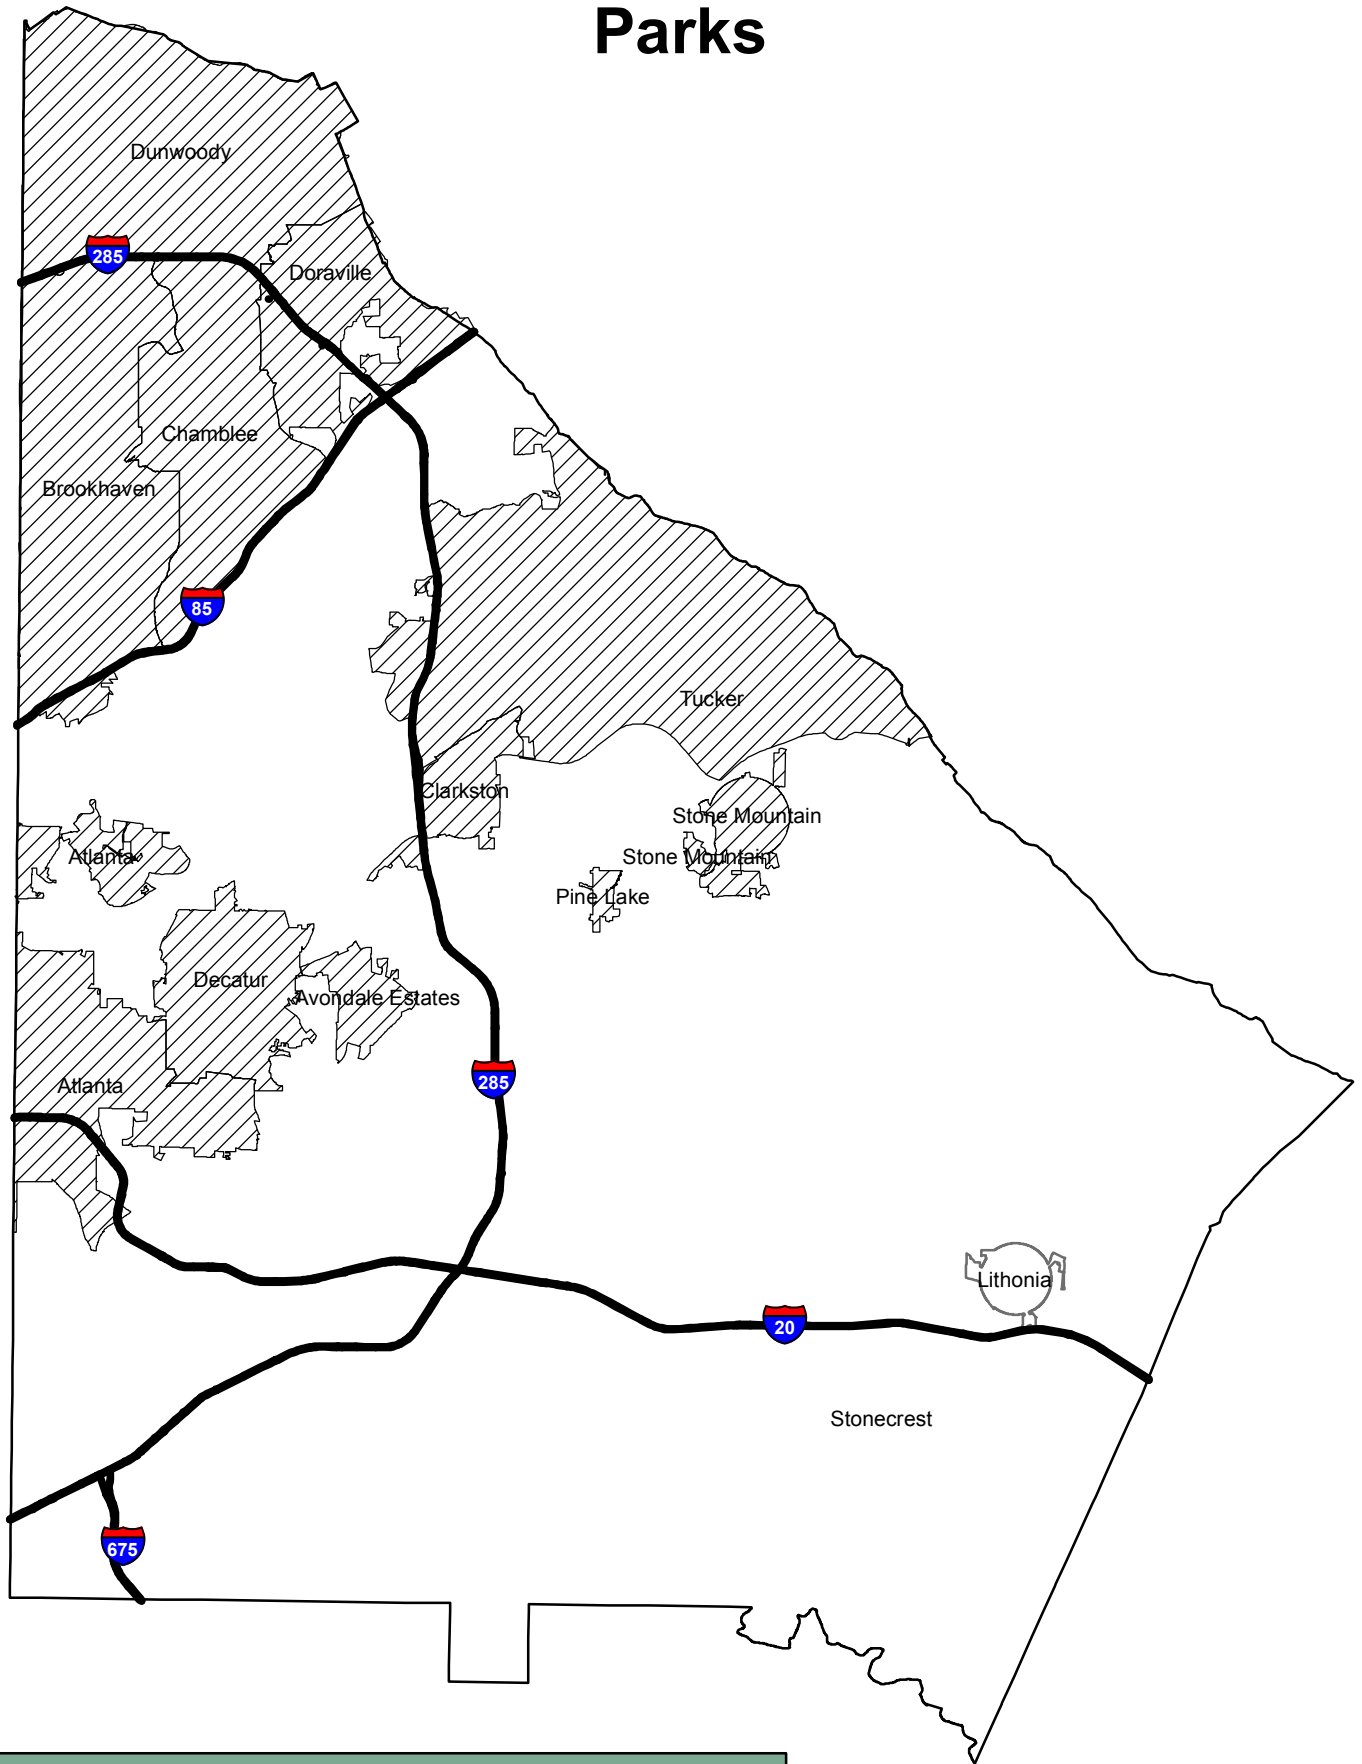 Parks
Dunwoody
285
Doraville
Chamblee
Brookhaven
85
Tucker
Clarkston
Stone Mountain
Atlanta
Stone Mountain
Pine Lake
Decatur
Avondale Estates
285
Atlanta
Lithonia
20
Stonecrest
675